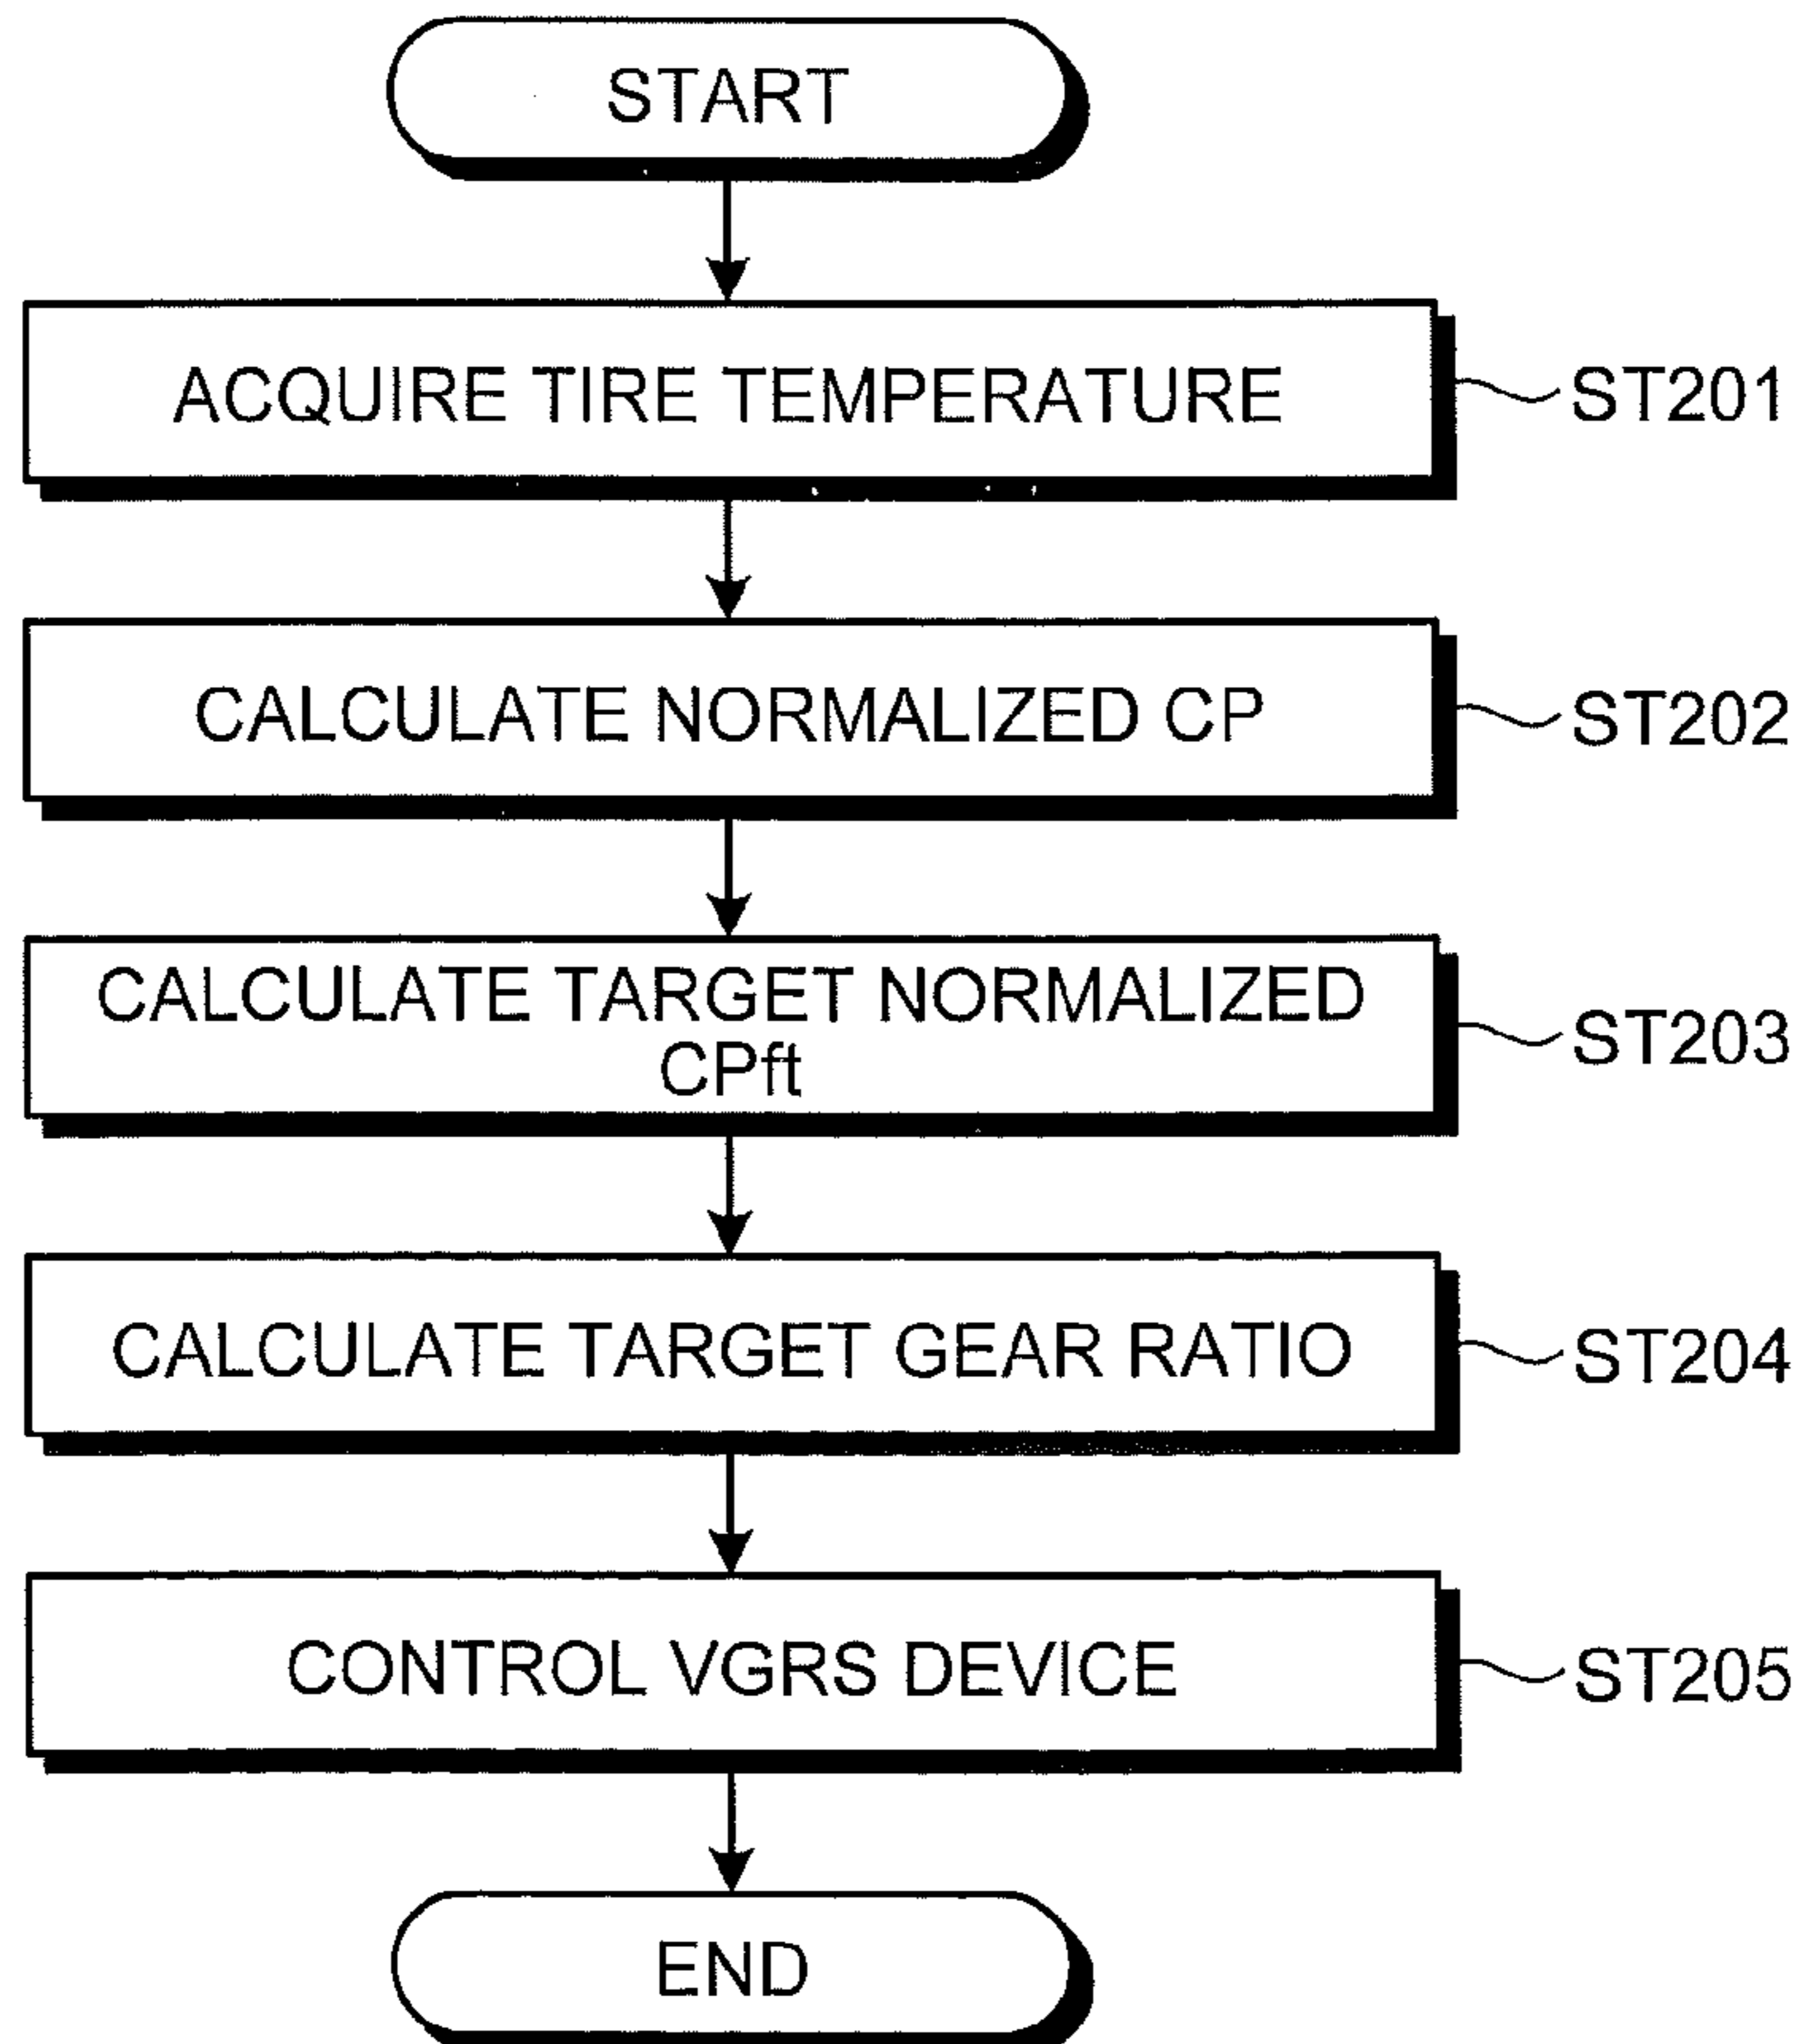 START
ACQUIRE TIRE TEMPERATURE
ST201
CALCULATE NORMALIZED CP
ST202
CALCULATE TARGET NORMALIZED
CPft
ST203
CALCULATE TARGET GEAR RATIO
ST204
CONTROL VGRS DEVICE
ST205
END